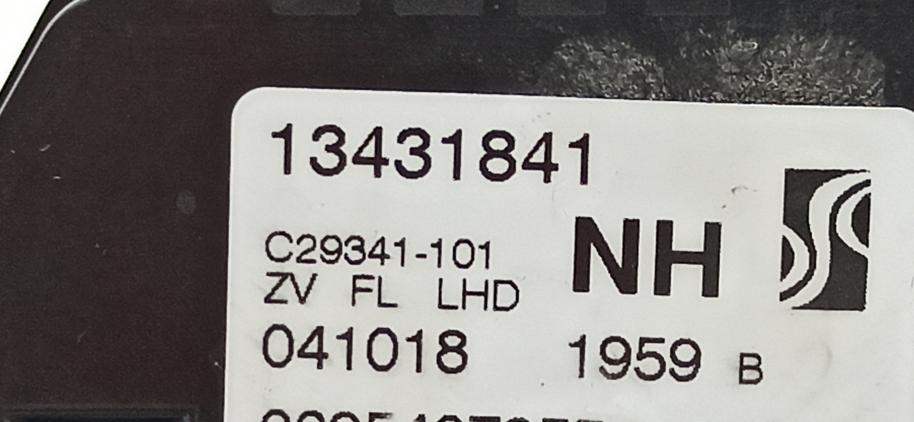 13431841
C29341-101
NH
ZV FL LHD
041018 1959 B